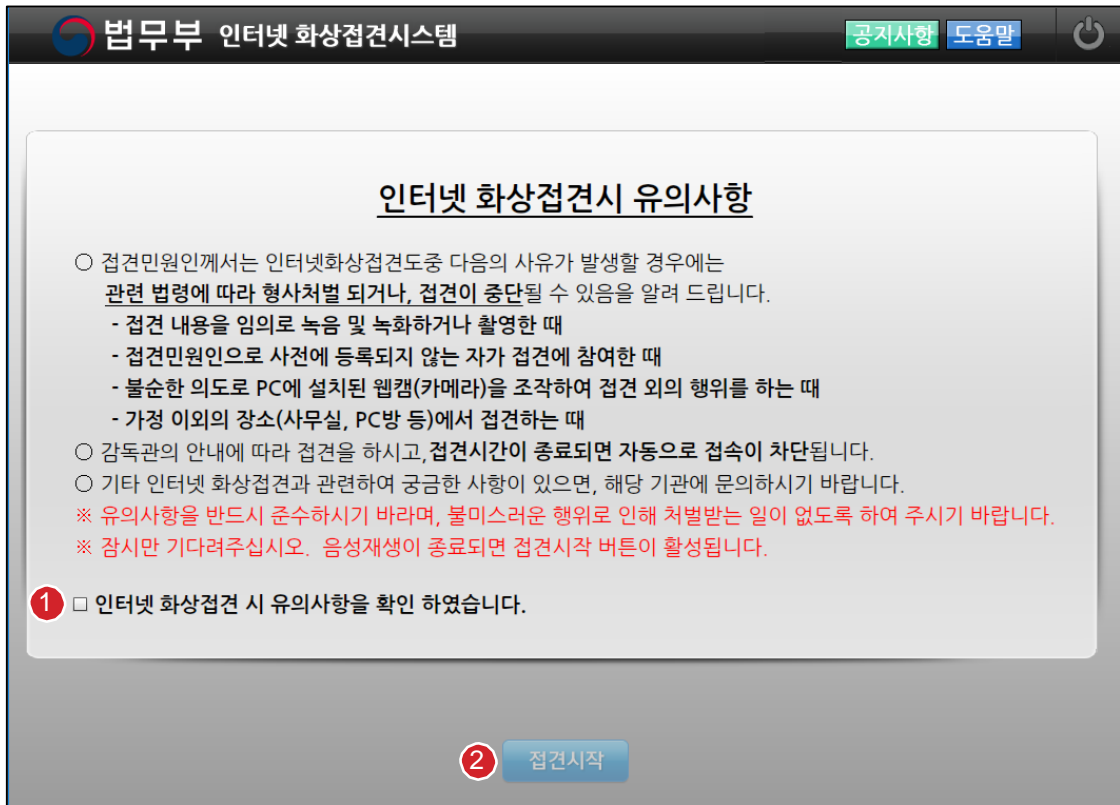 법무부 인터넷 화상접견시스템 공지사항 도움말
인터넷 화상접견시 유의사항
○ 접견민원인께서는 인터넷화상접견도중 다음의 사유가 발생할 경우에는
관련 법령에 따라 형사처벌 되거나, 접견이 중단될 수 있음을 알려 드립니다.
- 접견 내용을 임의로 녹음 및 녹화하거나 촬영한 때
- 접견민원인으로 사전에 등록되지 않는 자가 접견에 참여한 때
- 불순한 의도로 PC에 설치된 웹캠(카메라)을 조작하여 접견 외의 행위를 하는 때
- 가정 이외의 장소(사무실, PC방 등)에서 접견하는 때
○ 감독관의 안내에 따라 접견을 하시고,접견시간이 종료되면 자동으로 접속이 차단됩니다.
○ 기타 인터넷 화상접견과 관련하여 궁금한 사항이 있으면, 해당 기관에 문의하시기 바랍니다.
※ 유의사항을 반드시 준수하시기 바라며, 불미스러운 행위로 인해 처벌받는 일이 없도록 하여 주시기 바랍니다.
※ 잠시만 기다려주십시오. 음성재생이 종료되면 접견시작 버튼이 활성됩니다.
1 □ 인터넷 화상접견 시 유의사항을 확인 하였습니다.
2 접견시작